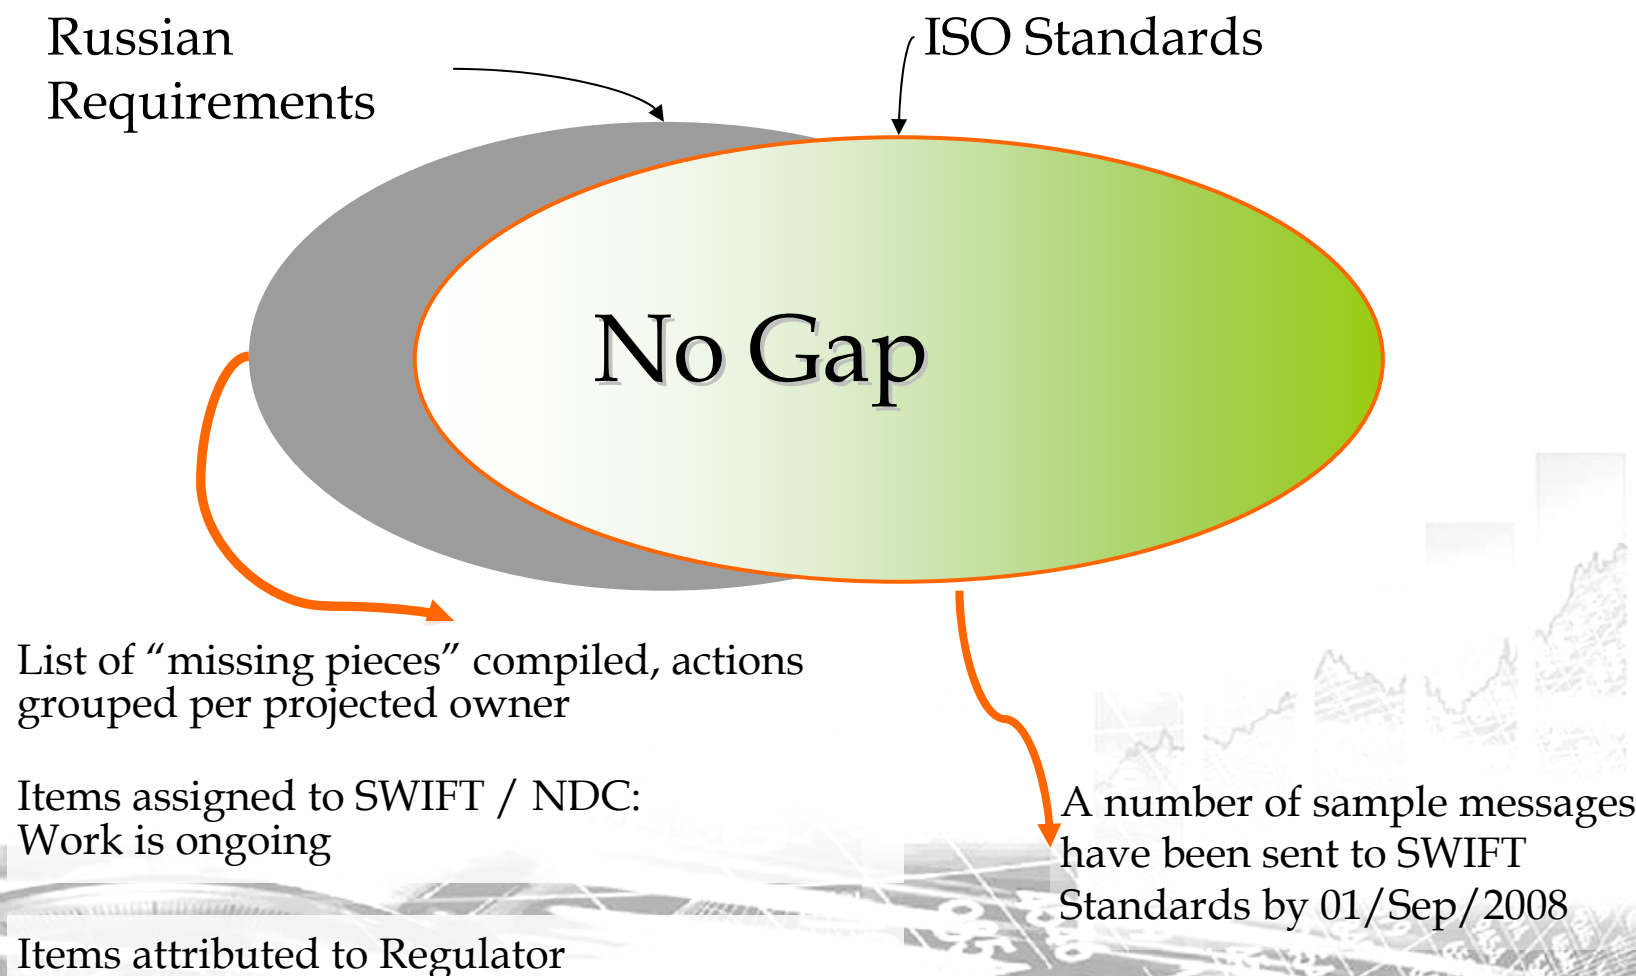 Russian
Requirements
ISO Standards
No Gap
List of “missing pieces” compiled, actions
grouped per projected owner
Items assigned to SWIFT / NDC:
Work is ongoing
Items attributed to Regulator
A number of sample messages
have been sent to SWIFT
Standards by 01/Sep/2008